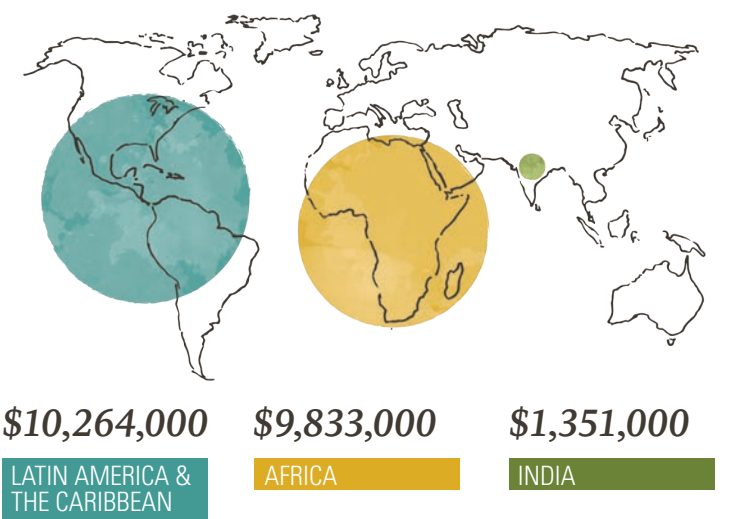 $10,264,000
LATIN AMERICA &
THE CARIBBEAN
$9,833,000
AFRICA
$1,351,000
INDIA